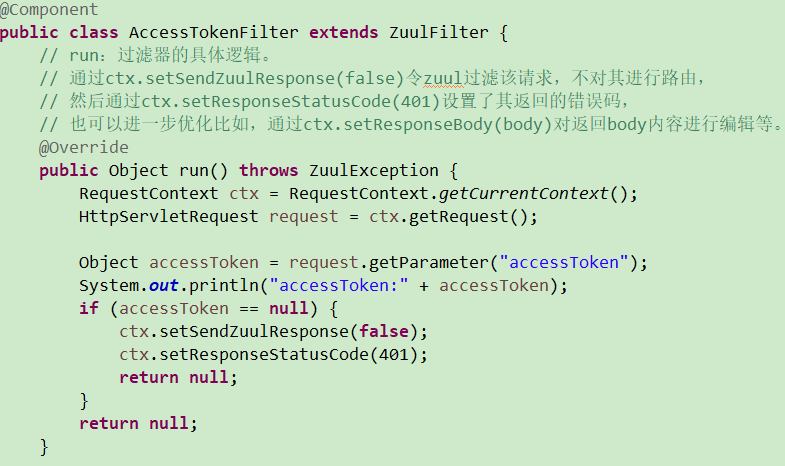 @Component
public class AccessTokenFilter extends ZuulFilter {
    // run：过滤器的具体逻辑。
    // 通过ctx.setSendZuulResponse(false)令zuul过滤该请求，不对其进行路由，
    // 然后通过ctx.setResponseStatusCode(401)设置了其返回的错误码，
    // 也可以进一步优化比如，通过ctx.setResponseBody(body)对返回body内容进行编辑等。
    @Override
    public Object run() throws ZuulException {
        RequestContext ctx = RequestContext.getCurrentContext();
        HttpServletRequest request = ctx.getRequest();

        Object accessToken = request.getParameter("accessToken");
        System.out.println("accessToken:" + accessToken);
        if (accessToken == null) {
            ctx.setSendZuulResponse(false);
            ctx.setResponseStatusCode(401);
            return null;
        }
        return null;
    }